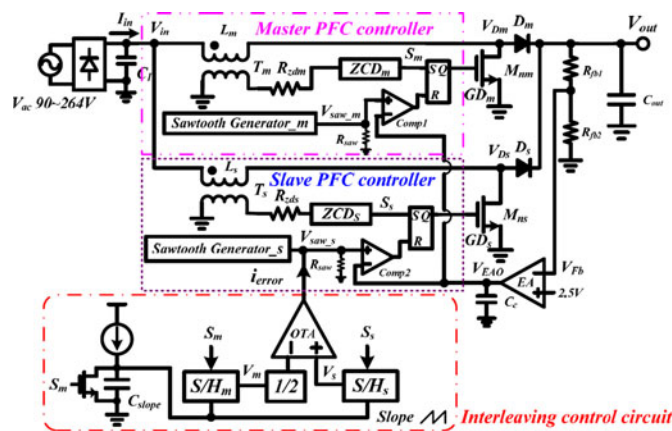 Master PFC controller
I_in
V_in
L_m
V_Dm
D_m
V_out
C_1
T_m
R_zdm
ZCD_m
S_m
S Q
R
M_nm
GD_m
R_fb1
V_ac 90~264V
Sawtooth Generator_m
V_saw_m
R_saw
Comp1
C_out
R_fb2
L_s
Slave PFC controller
V_Ds
D_s
T_s
R_zds
ZCD_S
S_s
S Q
R
M_ns
GD_s
Sawtooth Generator_s
V_saw_s
R_saw
Comp2
V_EAO
EA
V_Fb
i_error
C_c
2.5V
S_m
S_s
OTA
S_m
C_slope
S/H_m
V_m
1/2
V_s
S/H_s
Slope
Interleaving control circuit